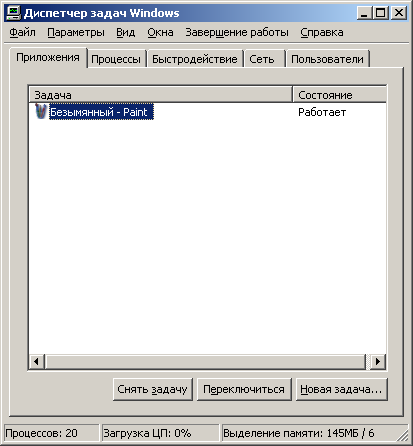 Диспетчер задач Windows
Файл Параметры Вид Окна Завершение работы Справка
Приложения Процессы Быстродействие Сеть Пользователи
Задача Состояние
Безымянный - Paint Работает
Снять задачу Переключиться Новая задача...
Процессов: 20 Загрузка ЦП: 0% Выделение памяти: 145МБ / 6